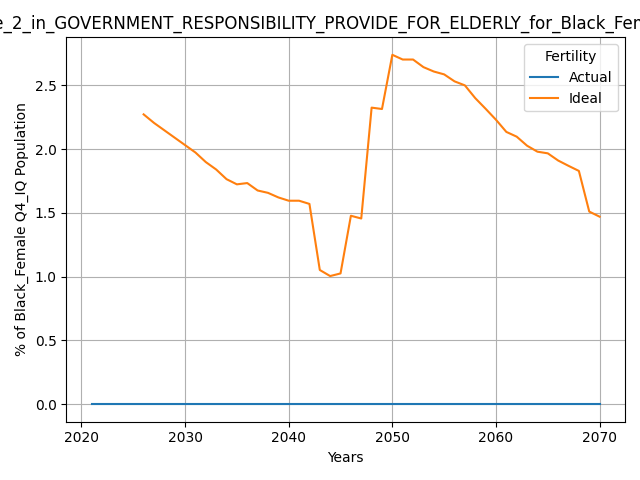 e_2_in_GOVERNMENT_RESPONSIBILITY_PROVIDE_FOR_ELDERLY_for_Black_Fem
Fertility
Actual
Ideal
% of Black_Female Q4_IQ Population
2.5
2.0
1.5
1.0
0.5
0.0
2020 2030 2040 2050 2060 2070
Years